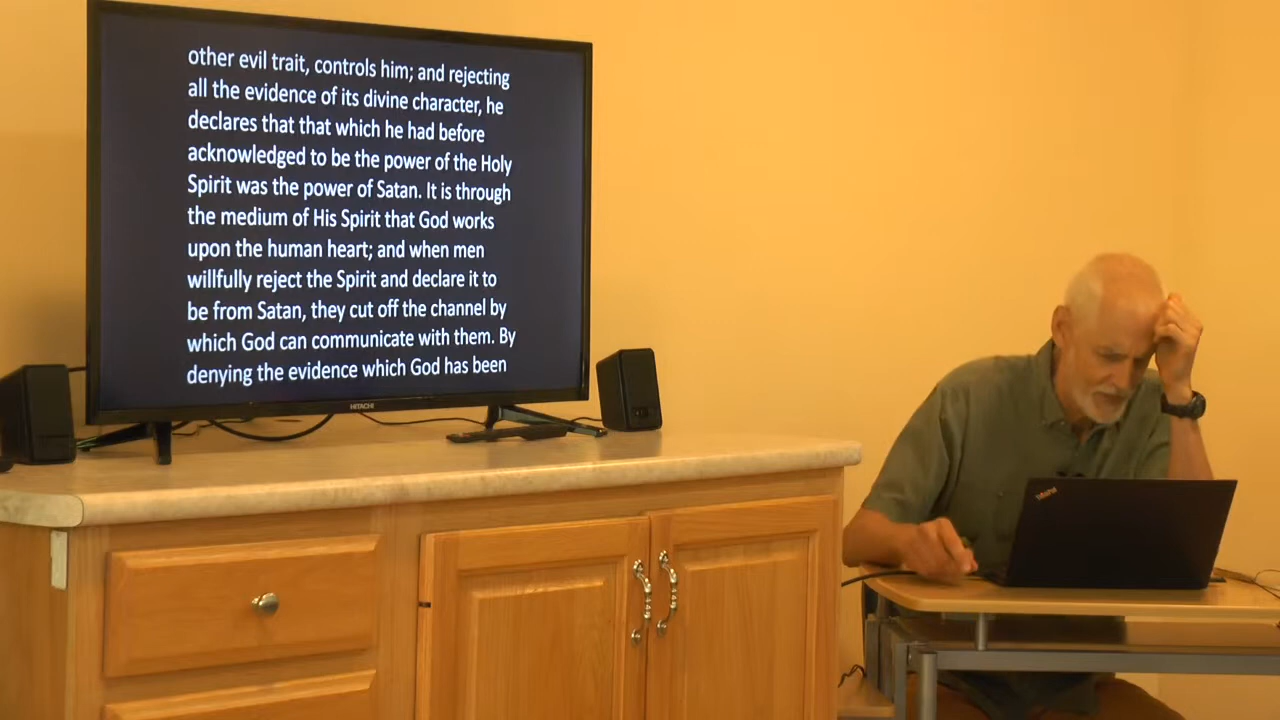 other evil trait, controls him; and rejecting
all the evidence of its divine character, he
declares that that which he had before
acknowledged to be the power of the Holy
Spirit was the power of Satan. It is through
the medium of His Spirit that God works
upon the human heart; and when men
willfully reject the Spirit and declare it to
be from Satan, they cut off the channel by
which God can communicate with them. By
denying the evidence which God has been
HITACHI
ThinkPad